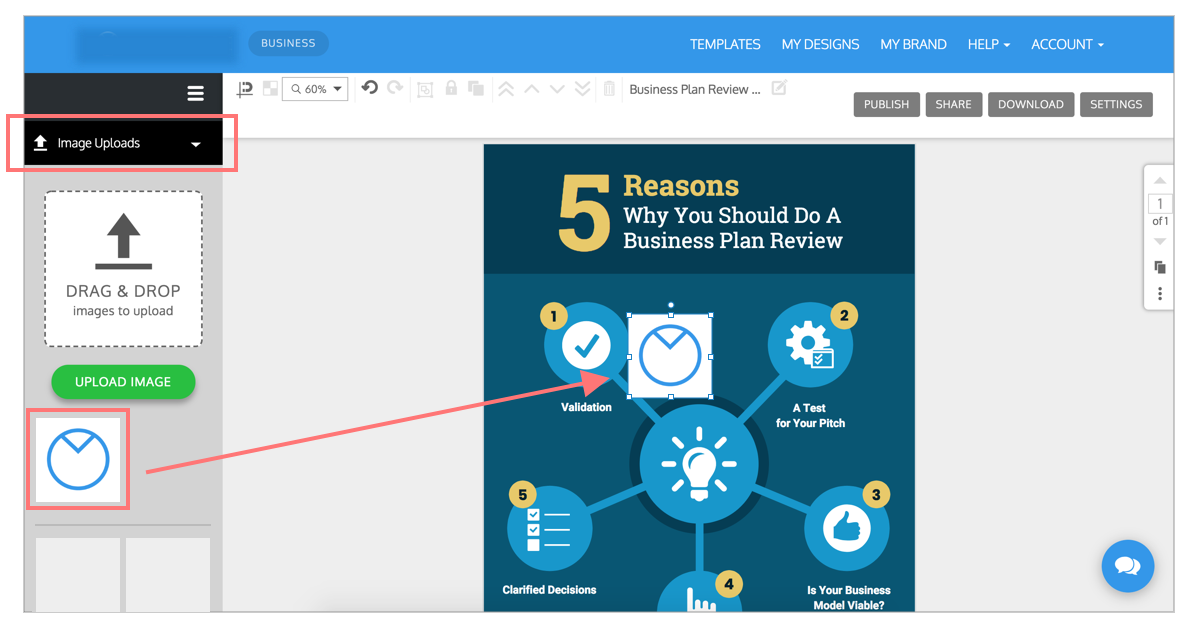 BUSINESS
TEMPLATES MY DESIGNS MY BRAND HELP ACCOUNT
60%
Business Plan Review ...
PUBLISH SHARE DOWNLOAD SETTINGS
Image Uploads
DRAG & DROP
images to upload
UPLOAD IMAGE
5
Reasons
Why You Should Do A
Business Plan Review
1
Validation
2
A Test
for Your Pitch
3
Is Your Business
Model Viable?
4
5
Clarified Decisions
1
of 1